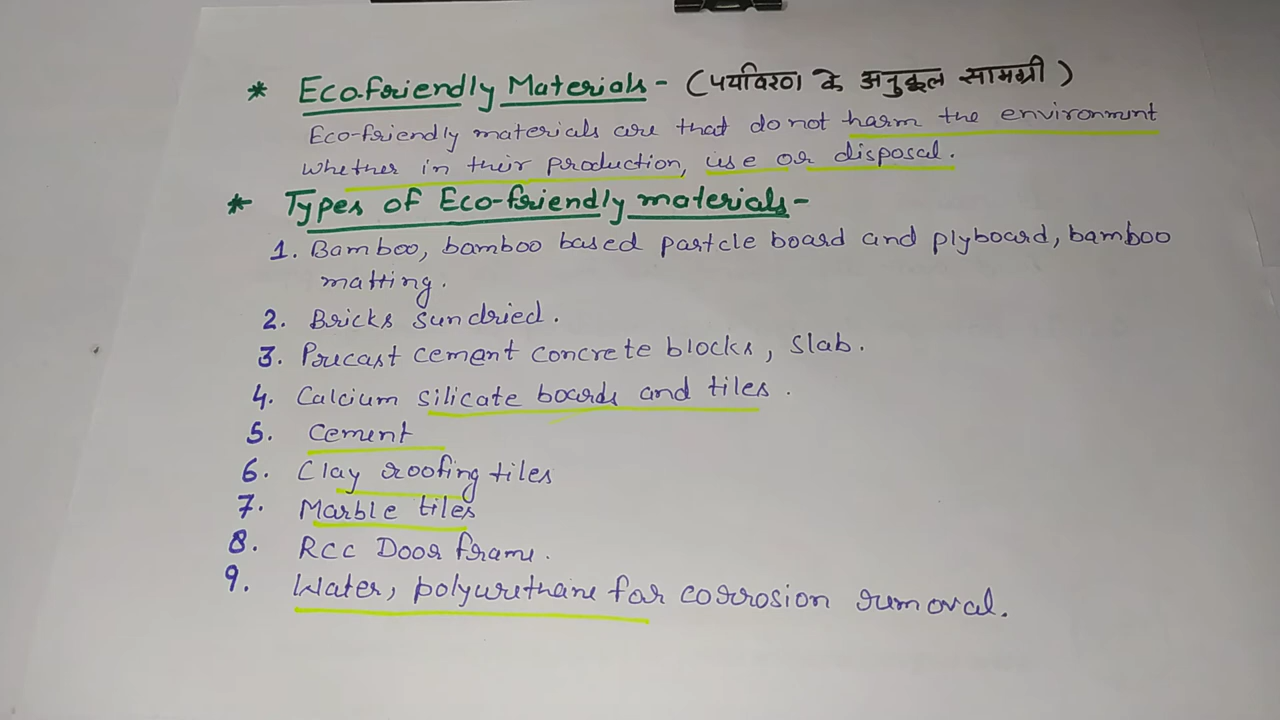 * Ecofriendly Materials - (पर्यावरण के अनुकूल सामग्री)
Eco-friendly materials are that do not harm the environment
whether in their production, use or disposal.
* Types of Eco-friendly materials -
1. Bamboo, bamboo based partcle board and plyboard, bamboo
matting.
2. Bricks sundried.
3. Precast cement concrete blocks, slab.
4. Calcium silicate boards and tiles.
5. Cement
6. Clay roofing tiles
7. Marble tiles
8. RCC Door frame.
9. Water, polyurethane for corrosion removal.